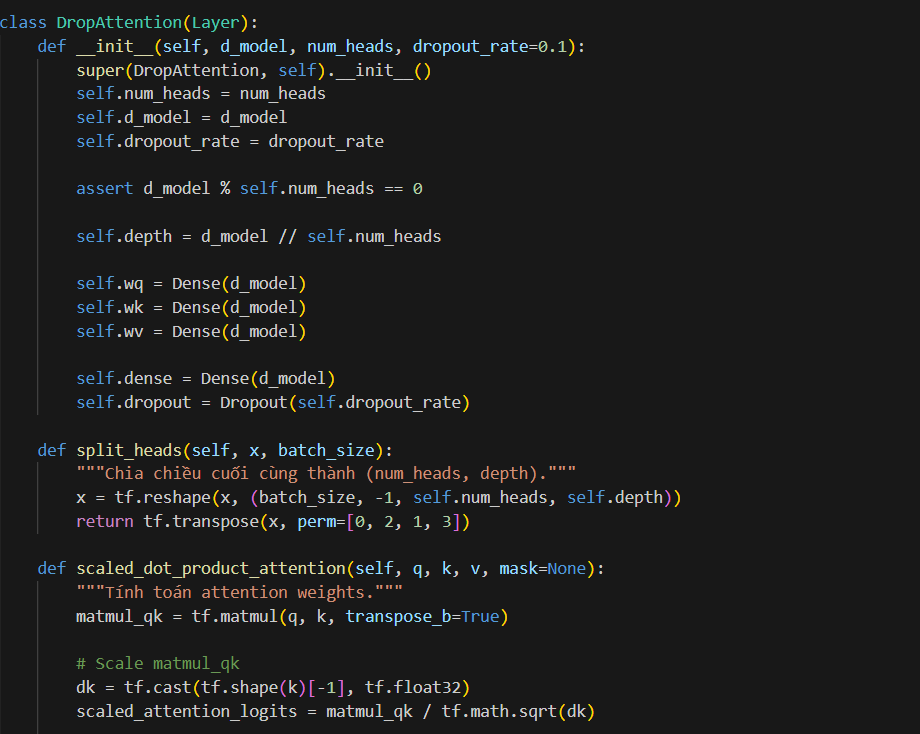 class DropAttention(Layer):
    def __init__(self, d_model, num_heads, dropout_rate=0.1):
        super(DropAttention, self).__init__()
        self.num_heads = num_heads
        self.d_model = d_model
        self.dropout_rate = dropout_rate

        assert d_model % self.num_heads == 0

        self.depth = d_model // self.num_heads

        self.wq = Dense(d_model)
        self.wk = Dense(d_model)
        self.wv = Dense(d_model)

        self.dense = Dense(d_model)
        self.dropout = Dropout(self.dropout_rate)

    def split_heads(self, x, batch_size):
        """Chia chiều cuối cùng thành (num_heads, depth)."""
        x = tf.reshape(x, (batch_size, -1, self.num_heads, self.depth))
        return tf.transpose(x, perm=[0, 2, 1, 3])

    def scaled_dot_product_attention(self, q, k, v, mask=None):
        """Tính toán attention weights."""
        matmul_qk = tf.matmul(q, k, transpose_b=True)

        # Scale matmul_qk
        dk = tf.cast(tf.shape(k)[-1], tf.float32)
        scaled_attention_logits = matmul_qk / tf.math.sqrt(dk)